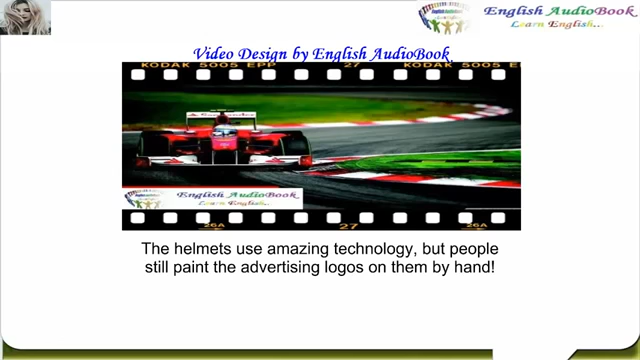 English AudioBook
Learn English...
Video Design by English AudioBook
KODAK 5005 EPP 27 KODAK 5005 E
Santander
English AudioBook
Learn English...
26A 27 26A
The helmets use amazing technology, but people
still paint the advertising logos on them by hand!